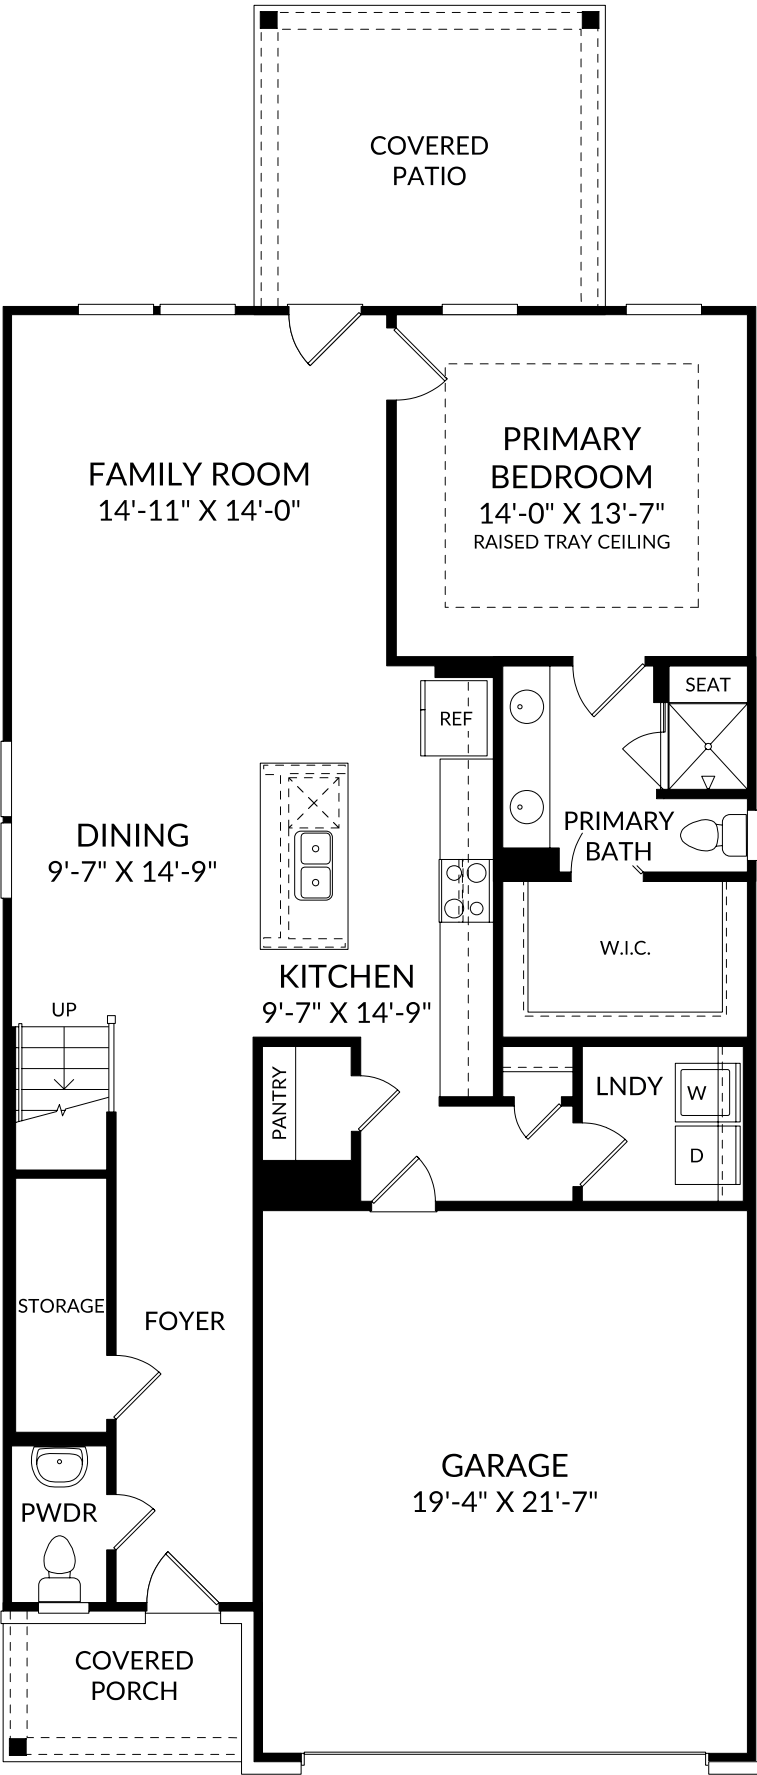 COVERED
PATIO
FAMILY ROOM
14'-11" X 14'-0"
PRIMARY
BEDROOM
14'-0" X 13'-7"
RAISED TRAY CEILING
SEAT
REF
DINING
9'-7" X 14'-9"
PRIMARY
BATH
W.I.C.
KITCHEN
9'-7" X 14'-9"
UP
PANTRY
LNDY
W
D
STORAGE
FOYER
GARAGE
19'-4" X 21'-7"
PWDR
COVERED
PORCH